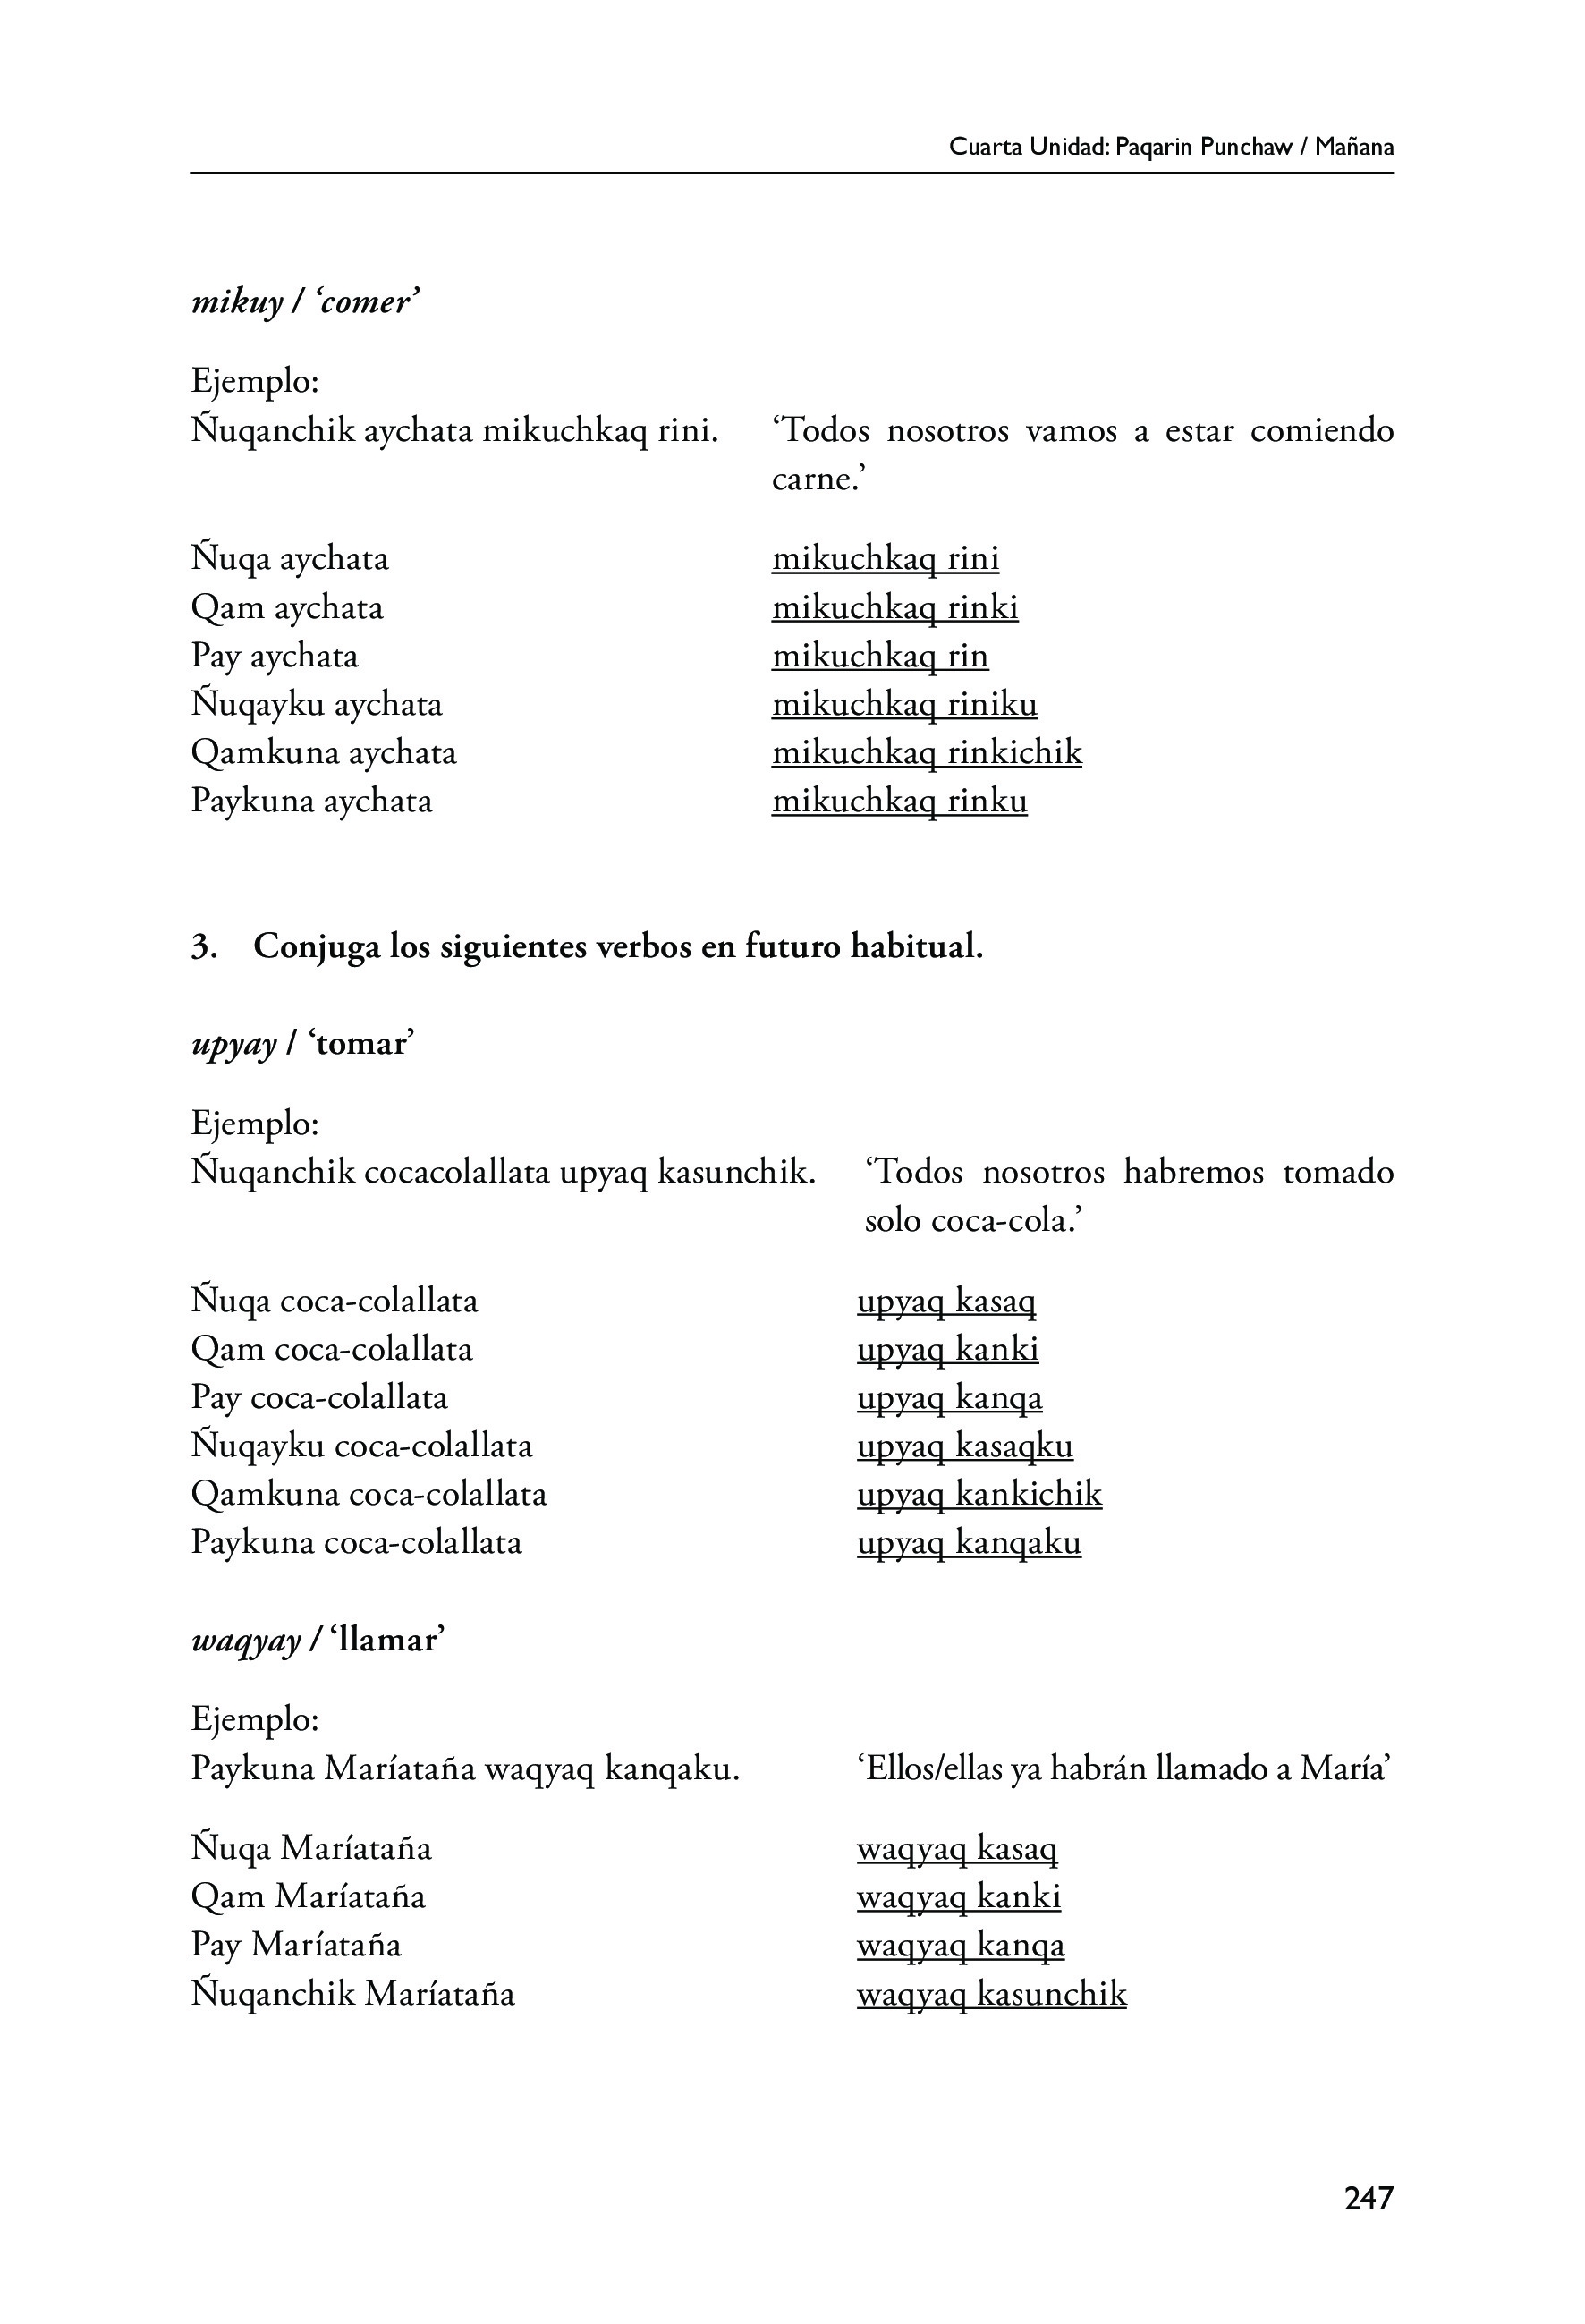 Cuarta Unidad: Paqarin Punchaw / Mañana
mikuy / ‘comer’
Ejemplo:
Ñuqanchik aychata mikuchkaq rini. ‘Todos nosotros vamos a estar comiendo
carne.’
Ñuqa aychata mikuchkaq rini
Qam aychata mikuchkaq rinki
Pay aychata mikuchkaq rin
Ñuqayku aychata mikuchkaq riniku
Qamkuna aychata mikuchkaq rinkichik
Paykuna aychata mikuchkaq rinku
3. Conjuga los siguientes verbos en futuro habitual.
upyay / ‘tomar’
Ejemplo:
Ñuqanchik cocacolallata upyaq kasunchik. ‘Todos nosotros habremos tomado
solo coca-cola.’
Ñuqa coca-colallata upyaq kasaq
Qam coca-colallata upyaq kanki
Pay coca-colallata upyaq kanqa
Ñuqayku coca-colallata upyaq kasaqku
Qamkuna coca-colallata upyaq kankichik
Paykuna coca-colallata upyaq kanqaku
waqyay / ‘llamar’
Ejemplo:
Paykuna Maríataña waqyaq kanqaku. ‘Ellos/ellas ya habrán llamado a María’
Ñuqa Maríataña waqyaq kasaq
Qam Maríataña waqyaq kanki
Pay Maríataña waqyaq kanqa
Ñuqanchik Maríataña waqyaq kasunchik
247